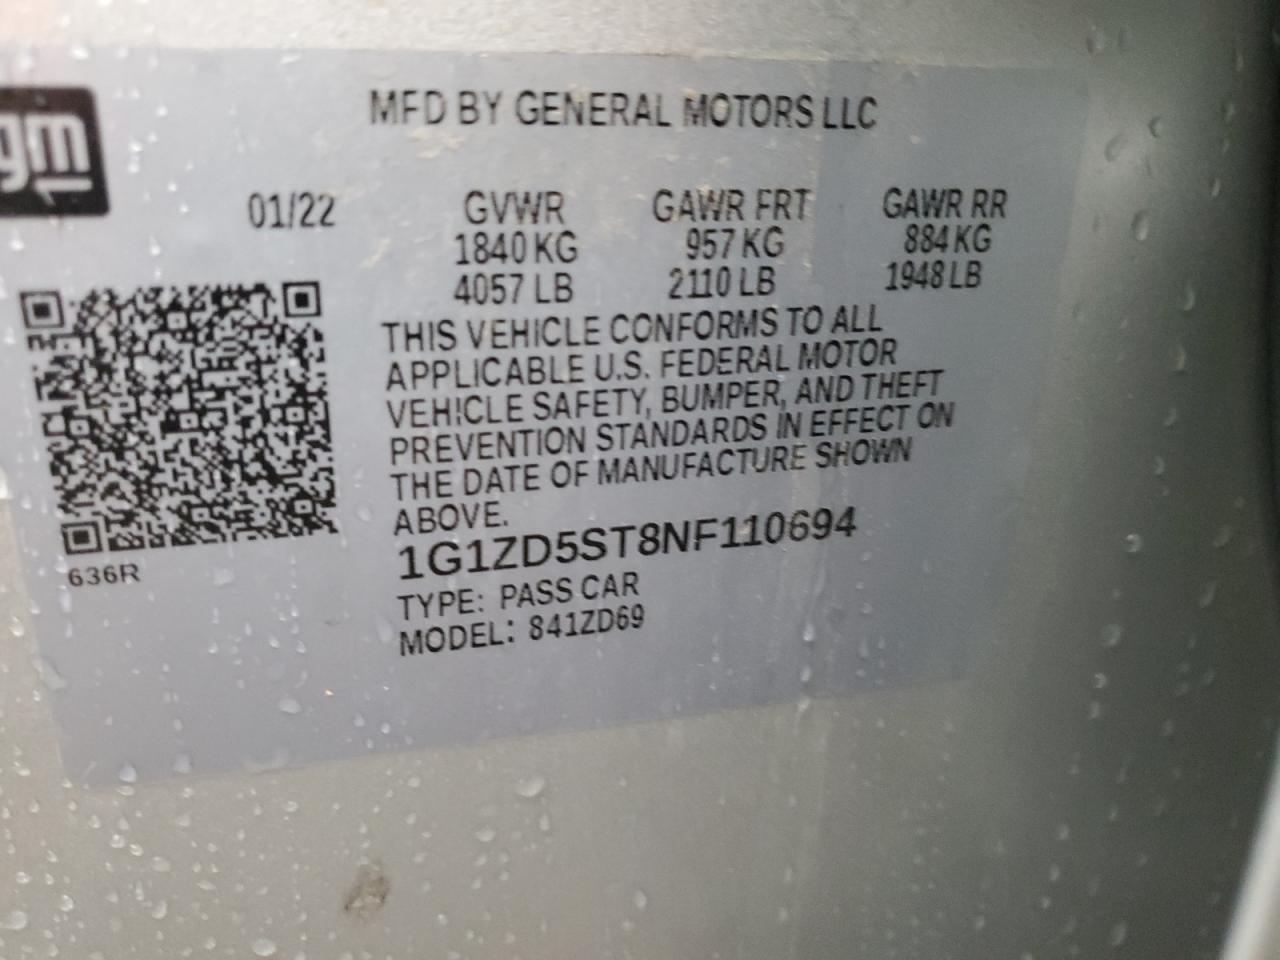 gm
MFD BY GENERAL MOTORS LLC
01/22 GVWR GAWR FRT GAWR RR
1840 KG 957 KG 884 KG
4057 LB 2110 LB 1948 LB
THIS VEHICLE CONFORMS TO ALL
APPLICABLE U.S. FEDERAL MOTOR
VEHICLE SAFETY, BUMPER, AND THEFT
PREVENTION STANDARDS IN EFFECT ON
THE DATE OF MANUFACTURE SHOWN
ABOVE.
1G1ZD5ST8NF110694
636R
TYPE: PASS CAR
MODEL: 841ZD69